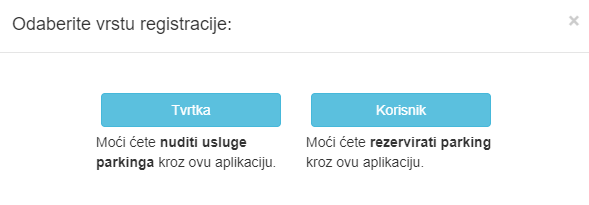 Odaberite vrstu registracije:
×
Tvrtka
Moći ćete nuditi usluge
parkinga kroz ovu aplikaciju.
Korisnik
Moći ćete rezervirati parking
kroz ovu aplikaciju.